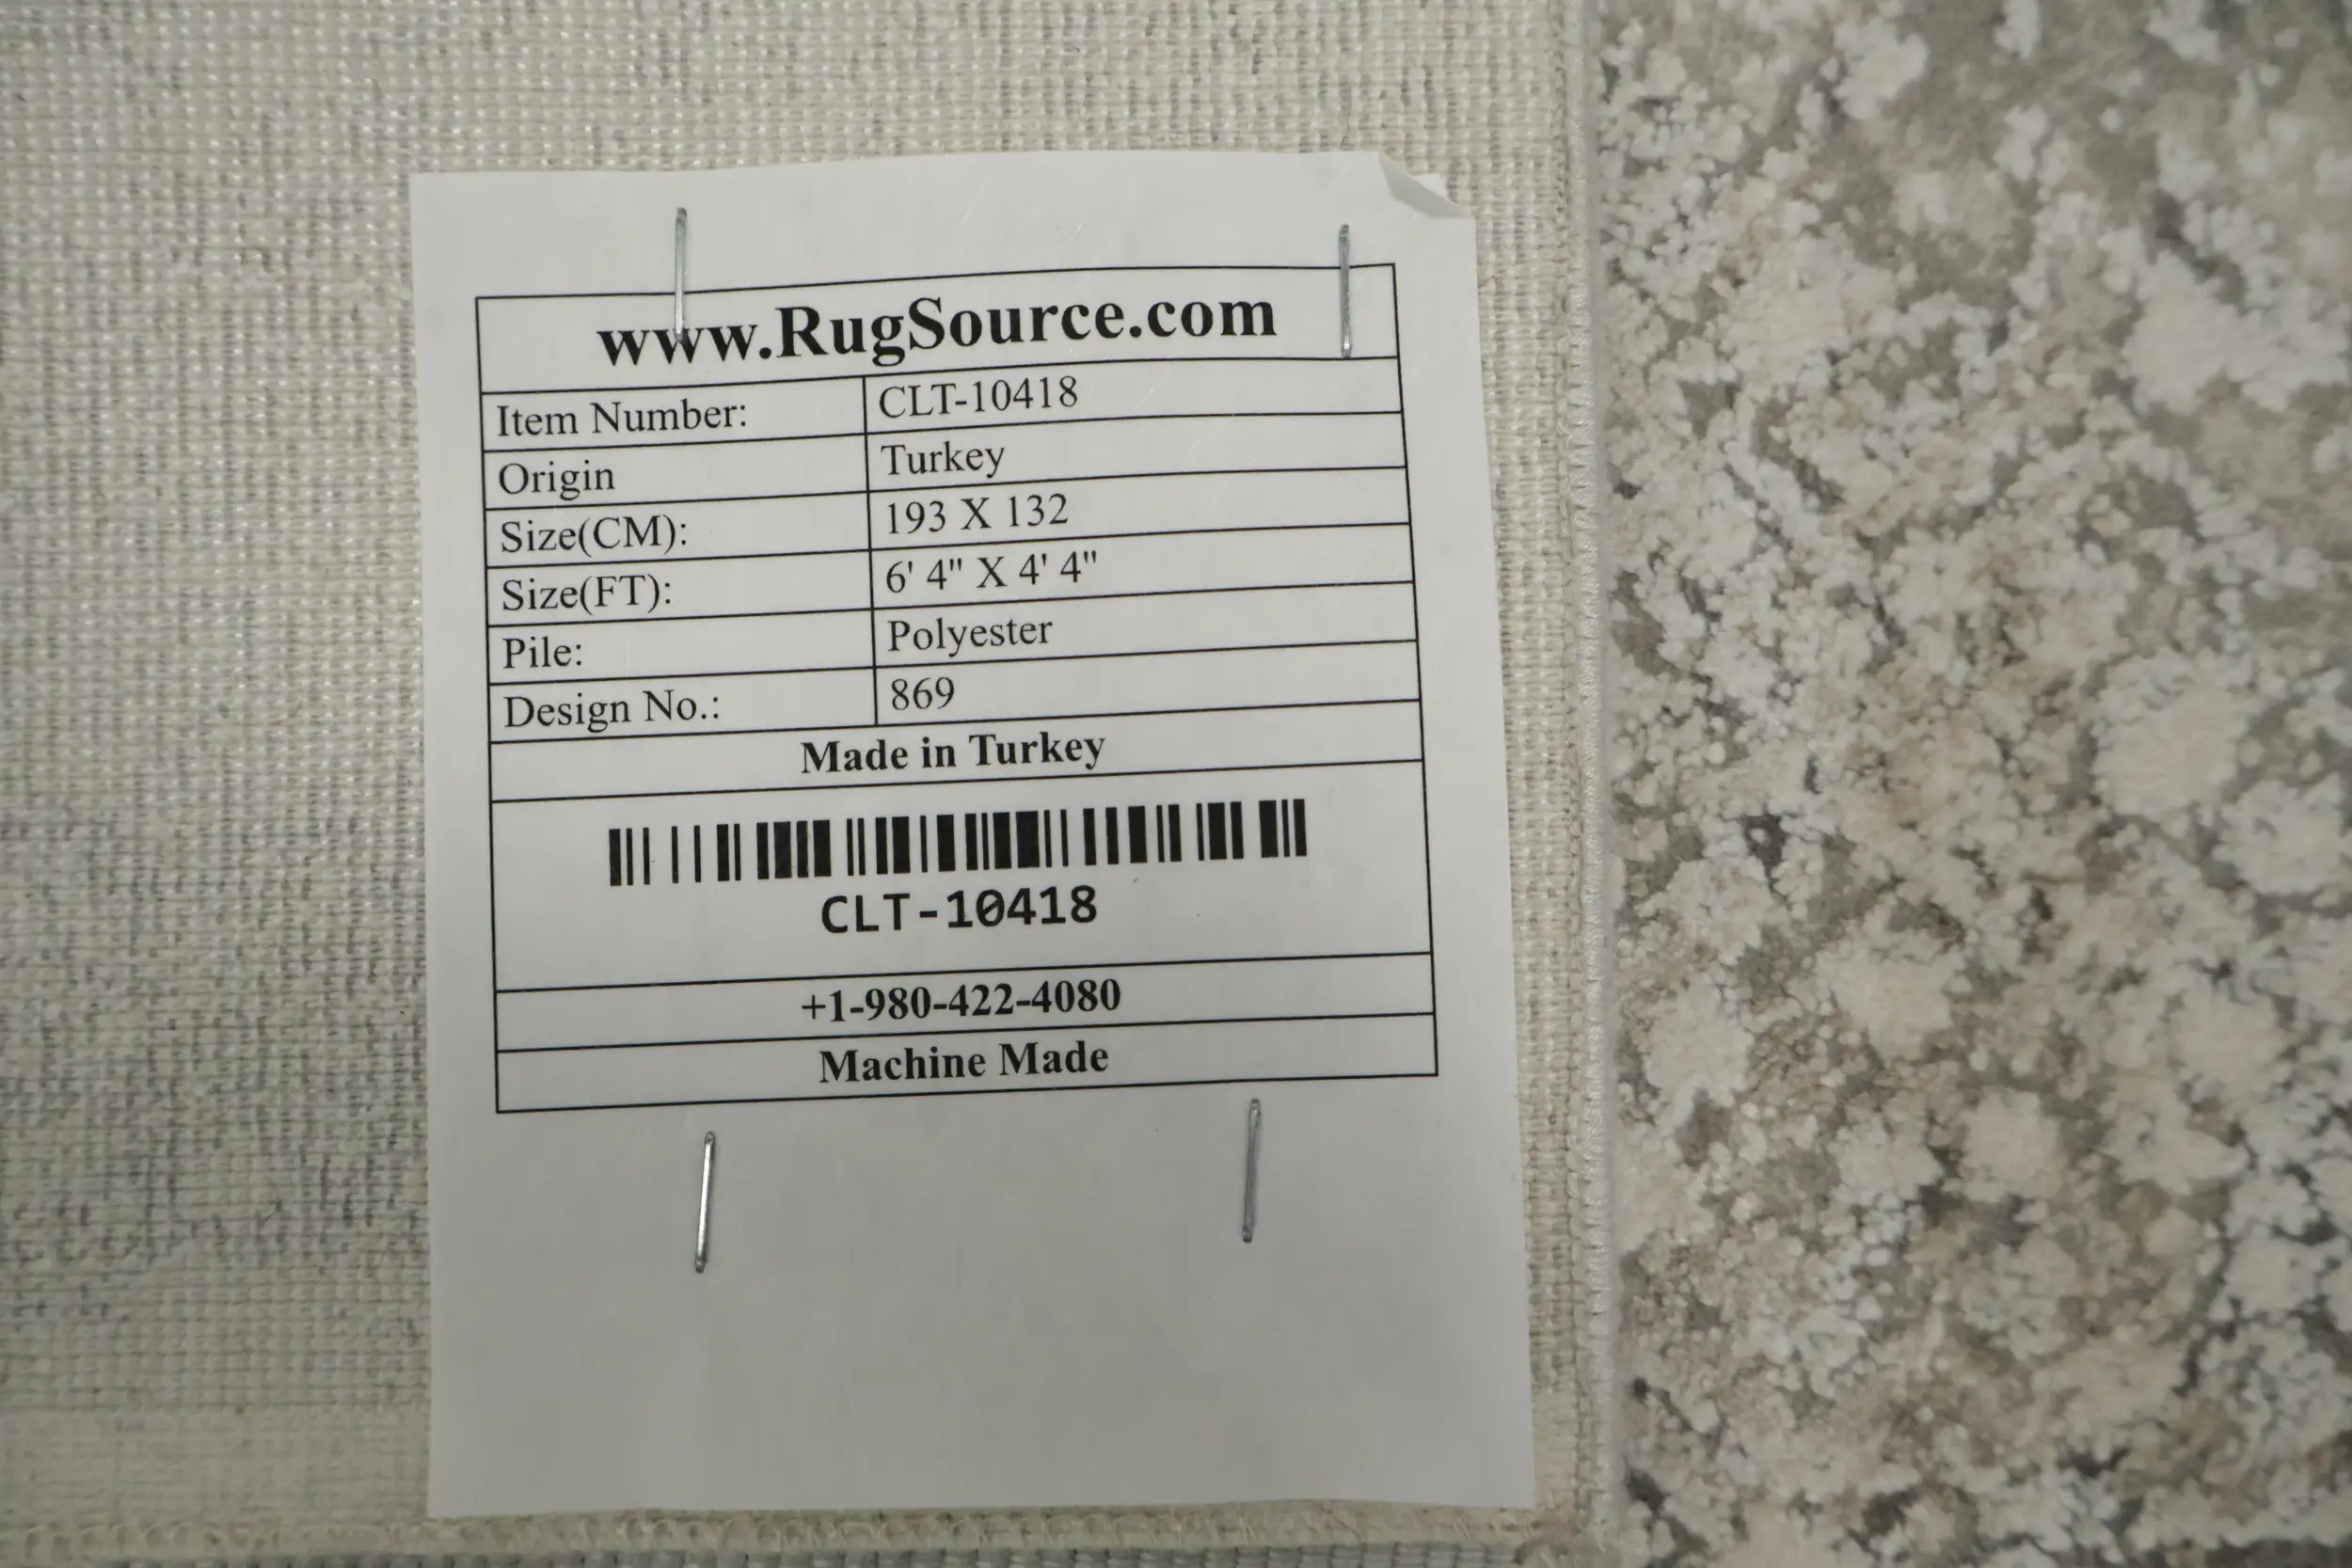 www.RugSource.com
Item Number: CLT-10418
Origin Turkey
Size(CM): 193 X 132
Size(FT): 6' 4" X 4' 4"
Pile: Polyester
Design No.: 869
Made in Turkey
CLT-10418
+1-980-422-4080
Machine Made